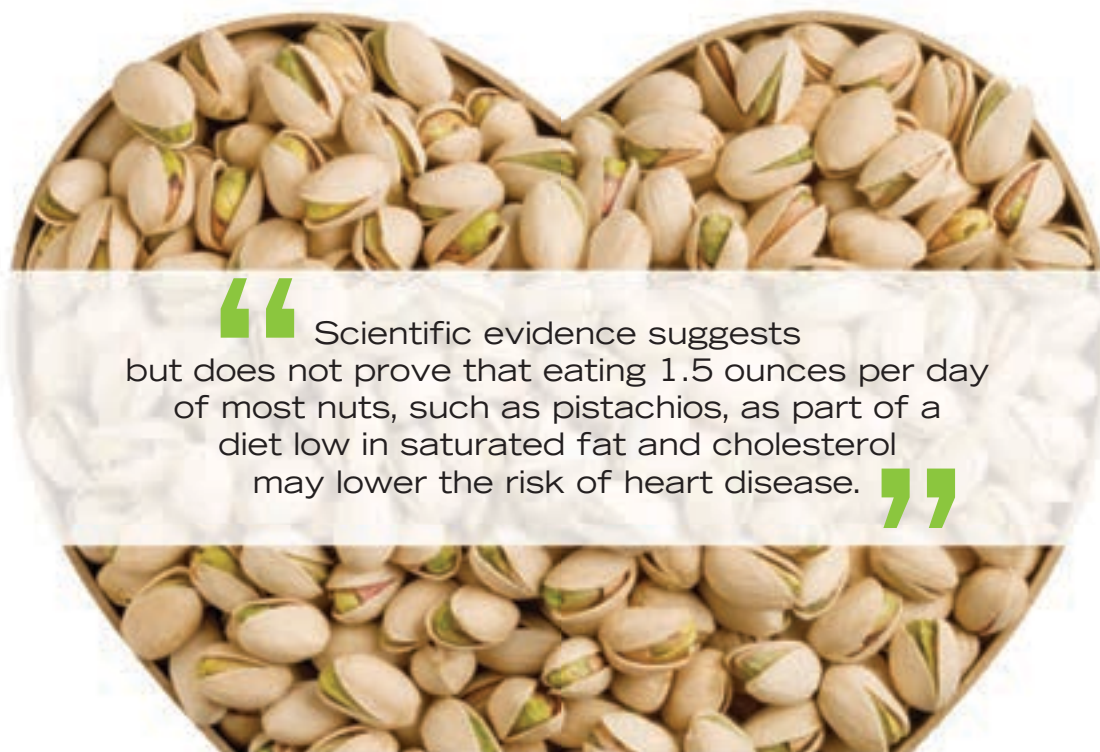 “ Scientific evidence suggests
but does not prove that eating 1.5 ounces per day
of most nuts, such as pistachios, as part of a
diet low in saturated fat and cholesterol
may lower the risk of heart disease. ”